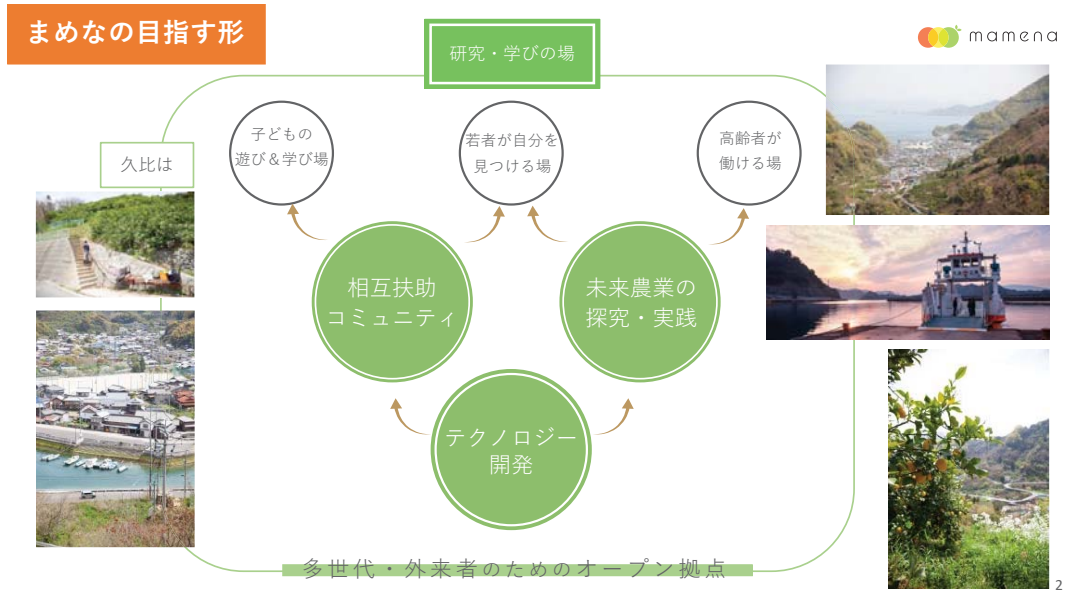 まめなの目指す形
mamena
研究・学びの場
久比は
子どもの
遊び＆学び場
若者が自分を
見つける場
高齢者が
働ける場
相互扶助
コミュニティ
未来農業の
探究・実践
テクノロジー
開発
多世代・外来者のためのオープン拠点
2